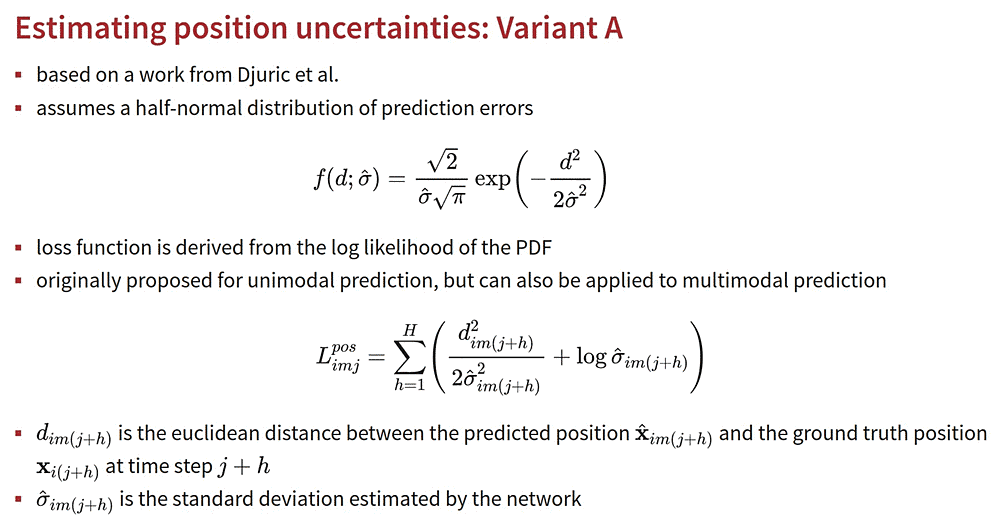 Estimating position uncertainties: Variant A
▪ based on a work from Djuric et al.
▪ assumes a half-normal distribution of prediction errors
$f(d; \hat{\sigma}) = \frac{\sqrt{2}}{\hat{\sigma}\sqrt{\pi}} \exp\left(-\frac{d^2}{2\hat{\sigma}^2}\right)$
▪ loss function is derived from the log likelihood of the PDF
▪ originally proposed for unimodal prediction, but can also be applied to multimodal prediction
$L_{imj}^{pos} = \sum_{h=1}^{H} \left( \frac{d_{im(j+h)}^2}{2\hat{\sigma}_{im(j+h)}^2} + \log \hat{\sigma}_{im(j+h)} \right)$
▪ $d_{im(j+h)}$ is the euclidean distance between the predicted position $\hat{\mathbf{x}}_{im(j+h)}$ and the ground truth position
$\mathbf{x}_{i(j+h)}$ at time step $j + h$
▪ $\hat{\sigma}_{im(j+h)}$ is the standard deviation estimated by the network